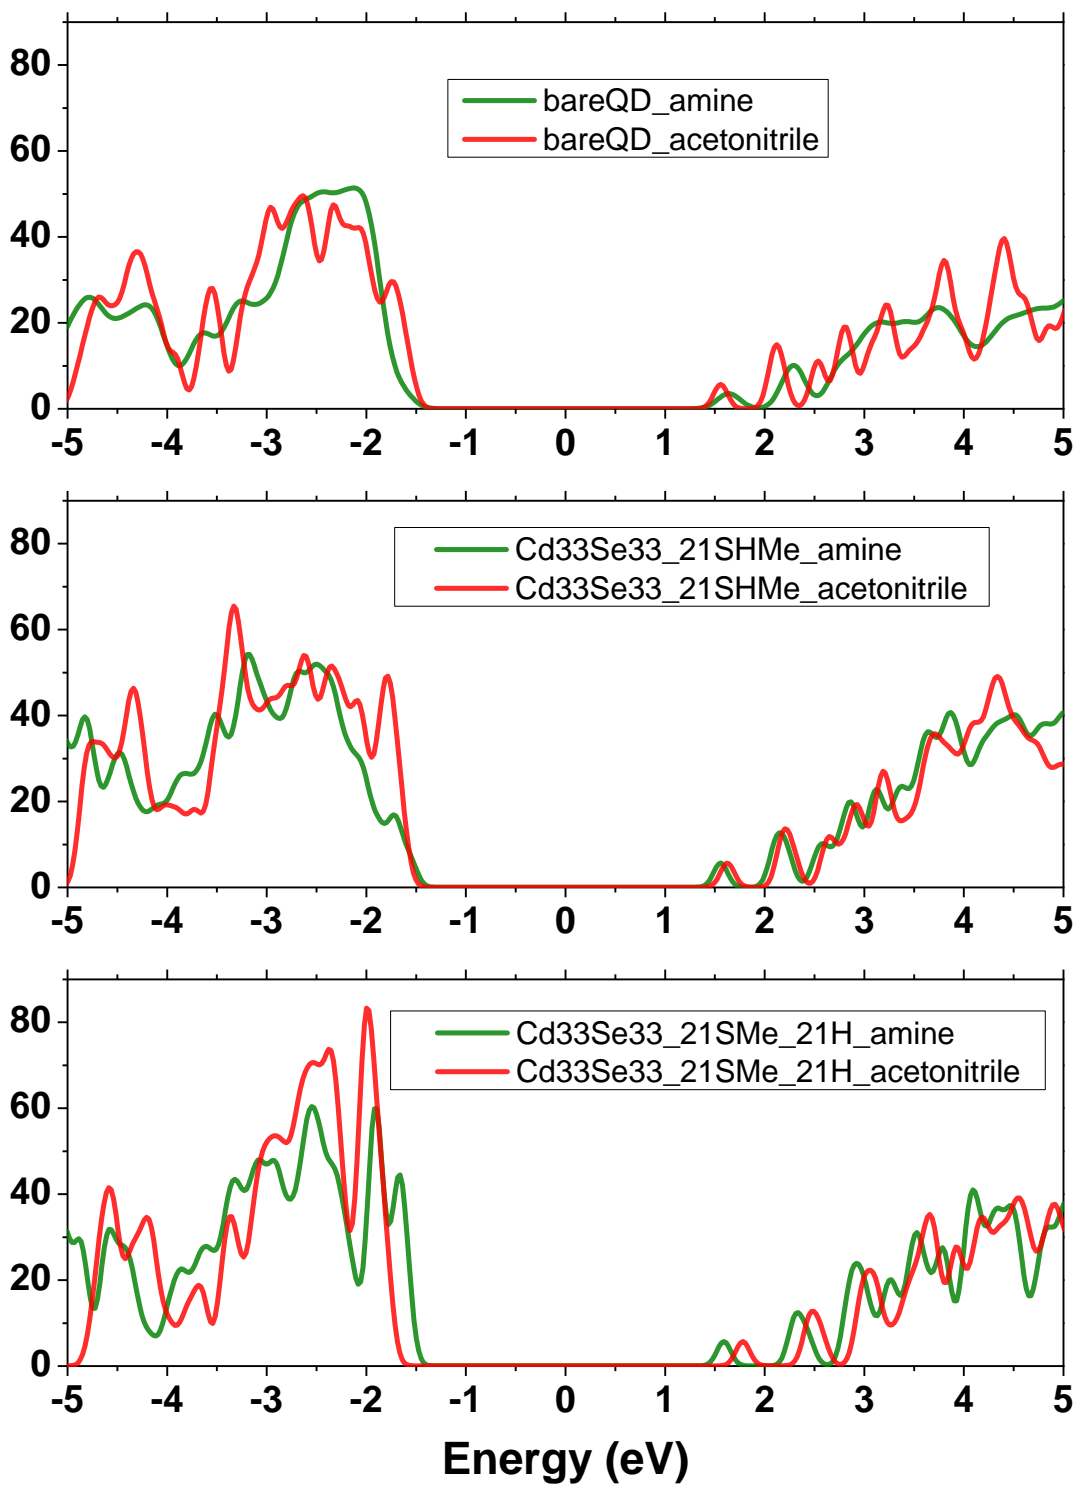 80
bareQD_amine
bareQD_acetonitrile
60
40
20
0
-5 -4 -3 -2 -1 0 1 2 3 4 5
80
Cd33Se33_21SHMe_amine
Cd33Se33_21SHMe_acetonitrile
60
40
20
0
-5 -4 -3 -2 -1 0 1 2 3 4 5
80
Cd33Se33_21SMe_21H_amine
Cd33Se33_21SMe_21H_acetonitrile
60
40
20
0
-5 -4 -3 -2 -1 0 1 2 3 4 5
Energy (eV)